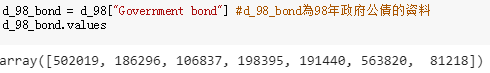 d_98_bond = d_98["Government bond"] #d_98_bond為98年政府公債的資料
d_98_bond.values
array([502019, 186296, 106837, 198395, 191440, 563820,  81218])